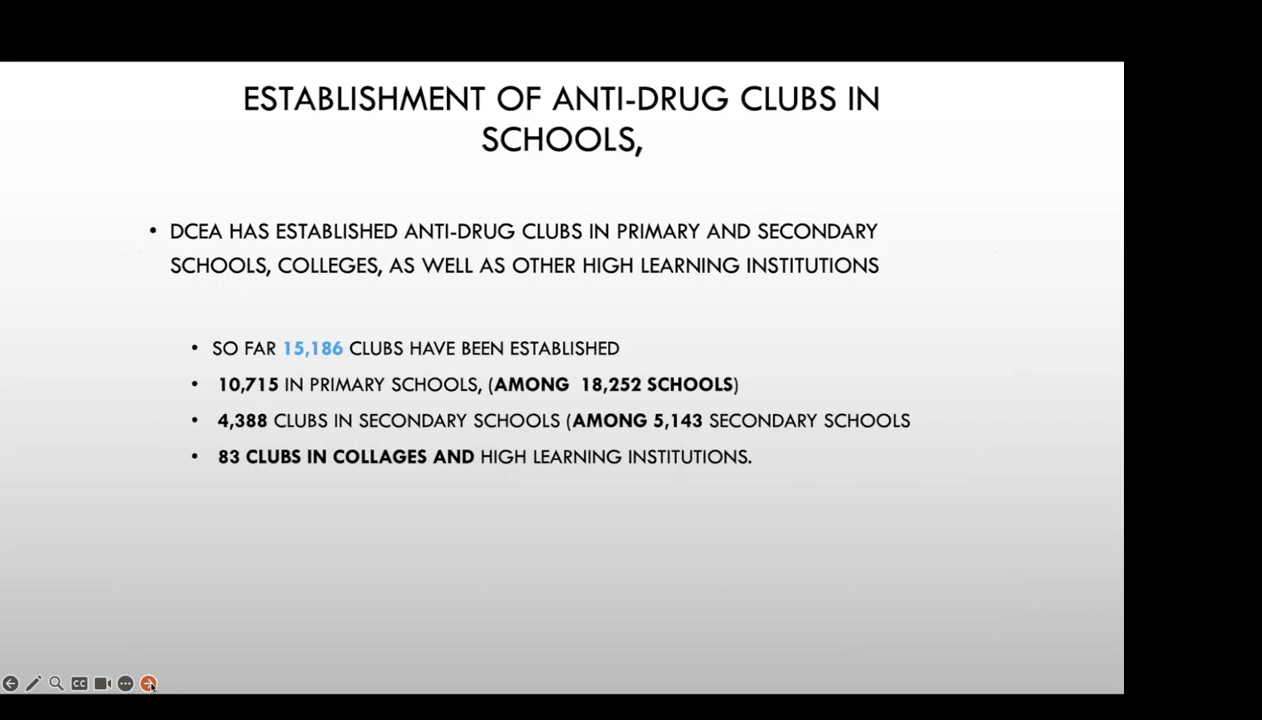 ESTABLISHMENT OF ANTI-DRUG CLUBS IN
SCHOOLS,
• DCEA HAS ESTABLISHED ANTI-DRUG CLUBS IN PRIMARY AND SECONDARY
SCHOOLS, COLLEGES, AS WELL AS OTHER HIGH LEARNING INSTITUTIONS
• SO FAR 15,186 CLUBS HAVE BEEN ESTABLISHED
• 10,715 IN PRIMARY SCHOOLS, (AMONG 18,252 SCHOOLS)
• 4,388 CLUBS IN SECONDARY SCHOOLS (AMONG 5,143 SECONDARY SCHOOLS
• 83 CLUBS IN COLLAGES AND HIGH LEARNING INSTITUTIONS.
CC